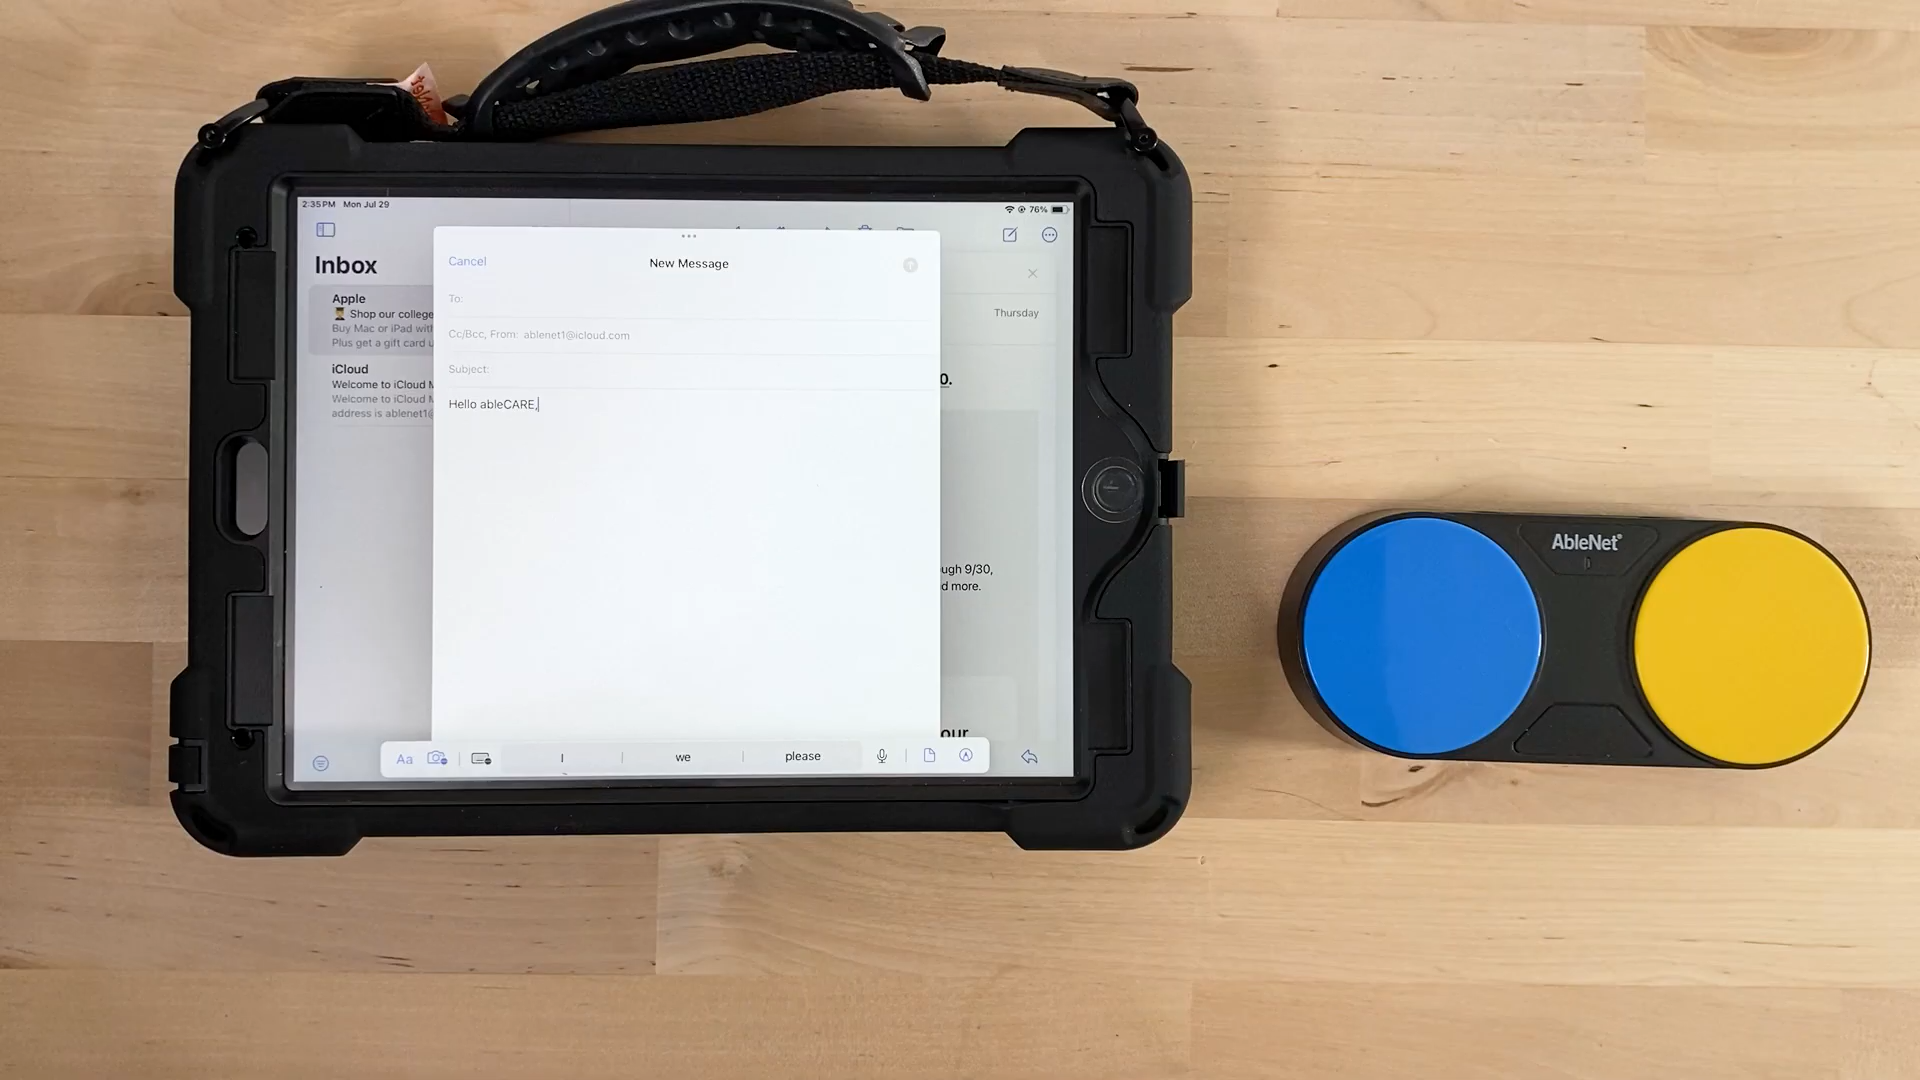 2:35 PM Mon Jul 29
76%
Inbox
Apple
Shop our college
Buy Mac or iPad with
Plus get a gift card u
iCloud
Welcome to iCloud M
Welcome to iCloud M
address is ablenet1@
Cancel
New Message
To:
Cc/Bcc, From: ablenet1@icloud.com
Subject:
Hello ableCARE,
Thursday
0.
ugh 9/30,
d more.
our
Aa
I
we
please
AbleNet®